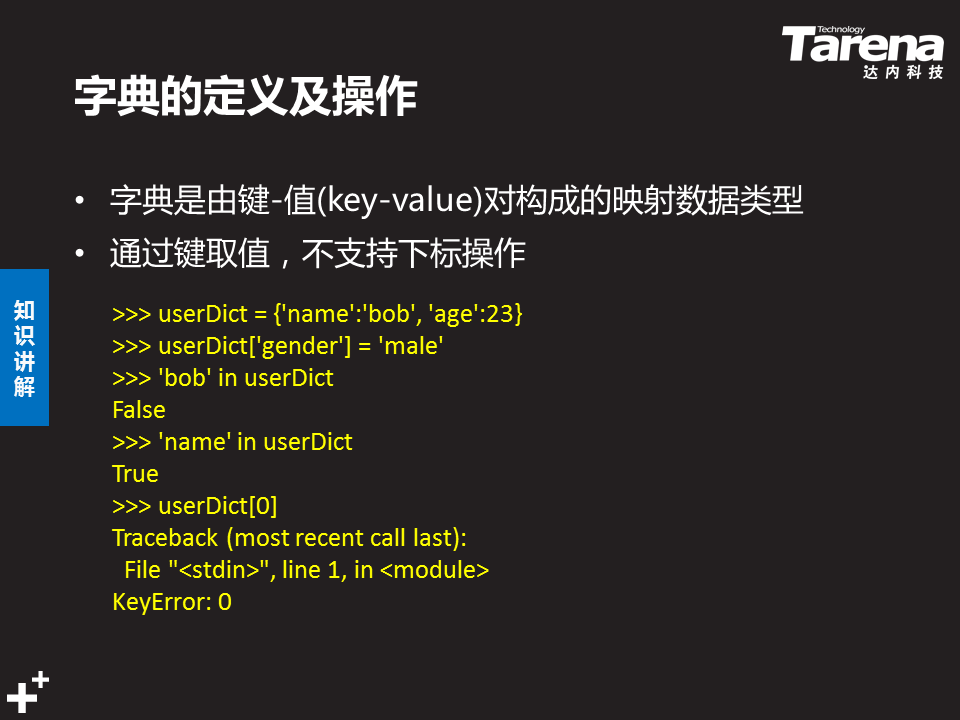 Technology
Tarena
达内科技
字典的定义及操作
• 字典是由键-值(key-value)对构成的映射数据类型
• 通过键取值，不支持下标操作
知识讲解
>>> userDict = {'name':'bob', 'age':23}
>>> userDict['gender'] = 'male'
>>> 'bob' in userDict
False
>>> 'name' in userDict
True
>>> userDict[0]
Traceback (most recent call last):
  File "<stdin>", line 1, in <module>
KeyError: 0